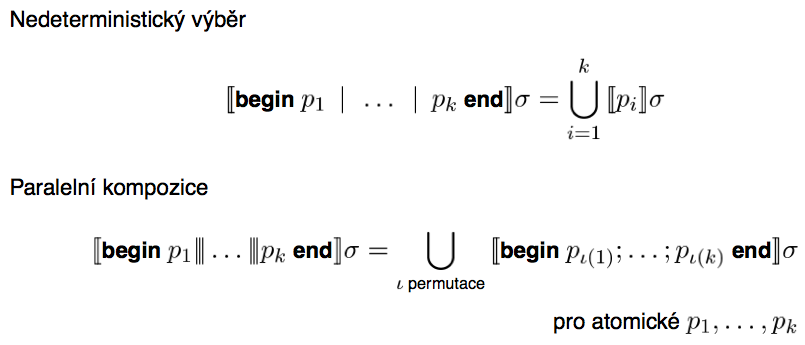 Nedeterministický výběr
⟦begin p₁ | … | pₖ end⟧σ = ⋃ᵢ₌₁ᵏ ⟦pᵢ⟧σ
Paralelní kompozice
⟦begin p₁ ⫴ … ⫴ pₖ end⟧σ = ⋃ ⟦begin p_ι(1); …; p_ι(k) end⟧σ
ι permutace
pro atomické p₁, …, pₖ